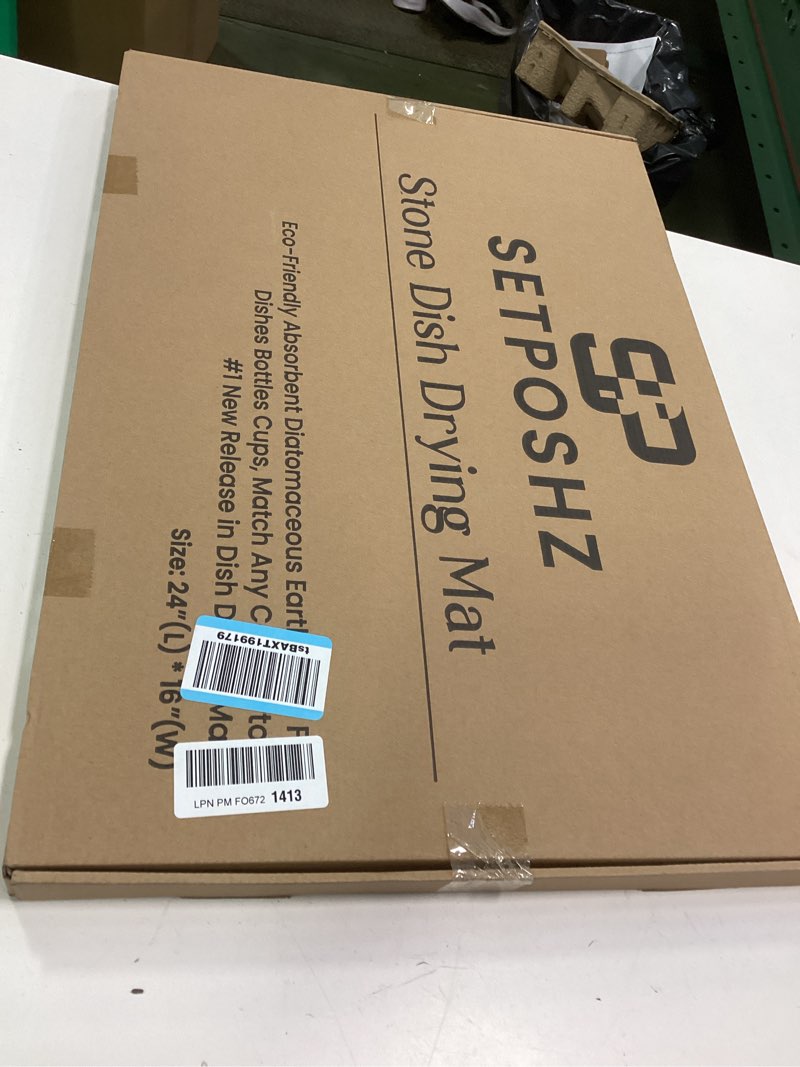 SETPOSHZ
Stone Dish Drying Mat
Eco-Friendly Absorbent Diatomaceous Eart
Dishes Bottles Cups, Match Any C
#1 New Release in Dish D
Size: 24"(L) * 16"(W)
tsBAXT199179
LPN PM FO672 1413